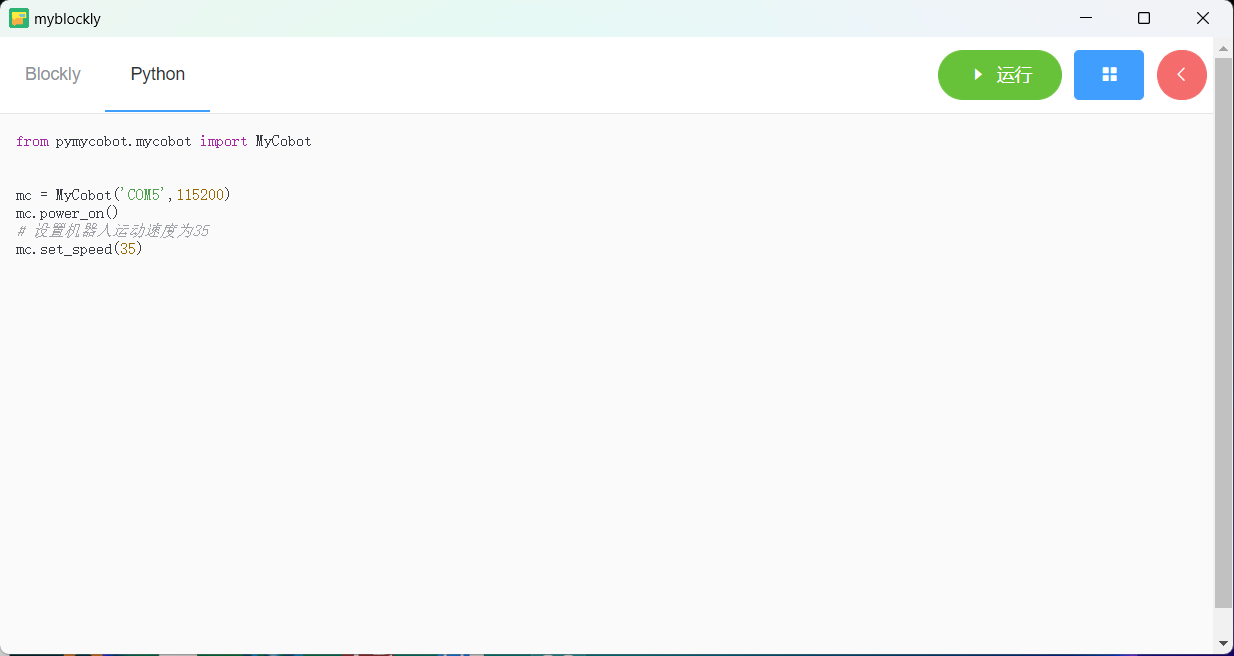 myblockly
Blockly
Python
运行
from pymycobot.mycobot import MyCobot
mc = MyCobot('COM5',115200)
mc.power_on()
# 设置机器人运动速度为35
mc.set_speed(35)